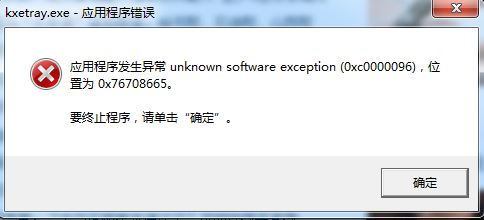 kxetray.exe - 应用程序错误
应用程序发生异常 unknown software exception (0xc0000096)，位
置为 0x76708665。
要终止程序，请单击“确定”。
确定